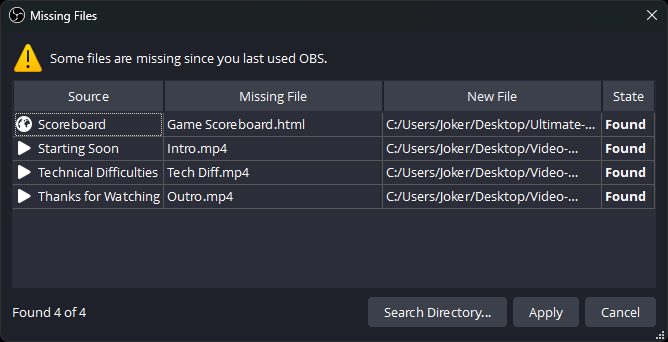 Missing Files
Some files are missing since you last used OBS.
Source Missing File New File State
Scoreboard Game Scoreboard.html C:/Users/Joker/Desktop/Ultimate-... Found
Starting Soon Intro.mp4 C:/Users/Joker/Desktop/Video-... Found
Technical Difficulties Tech Diff.mp4 C:/Users/Joker/Desktop/Video-... Found
Thanks for Watching Outro.mp4 C:/Users/Joker/Desktop/Video-... Found
Found 4 of 4 Search Directory... Apply Cancel